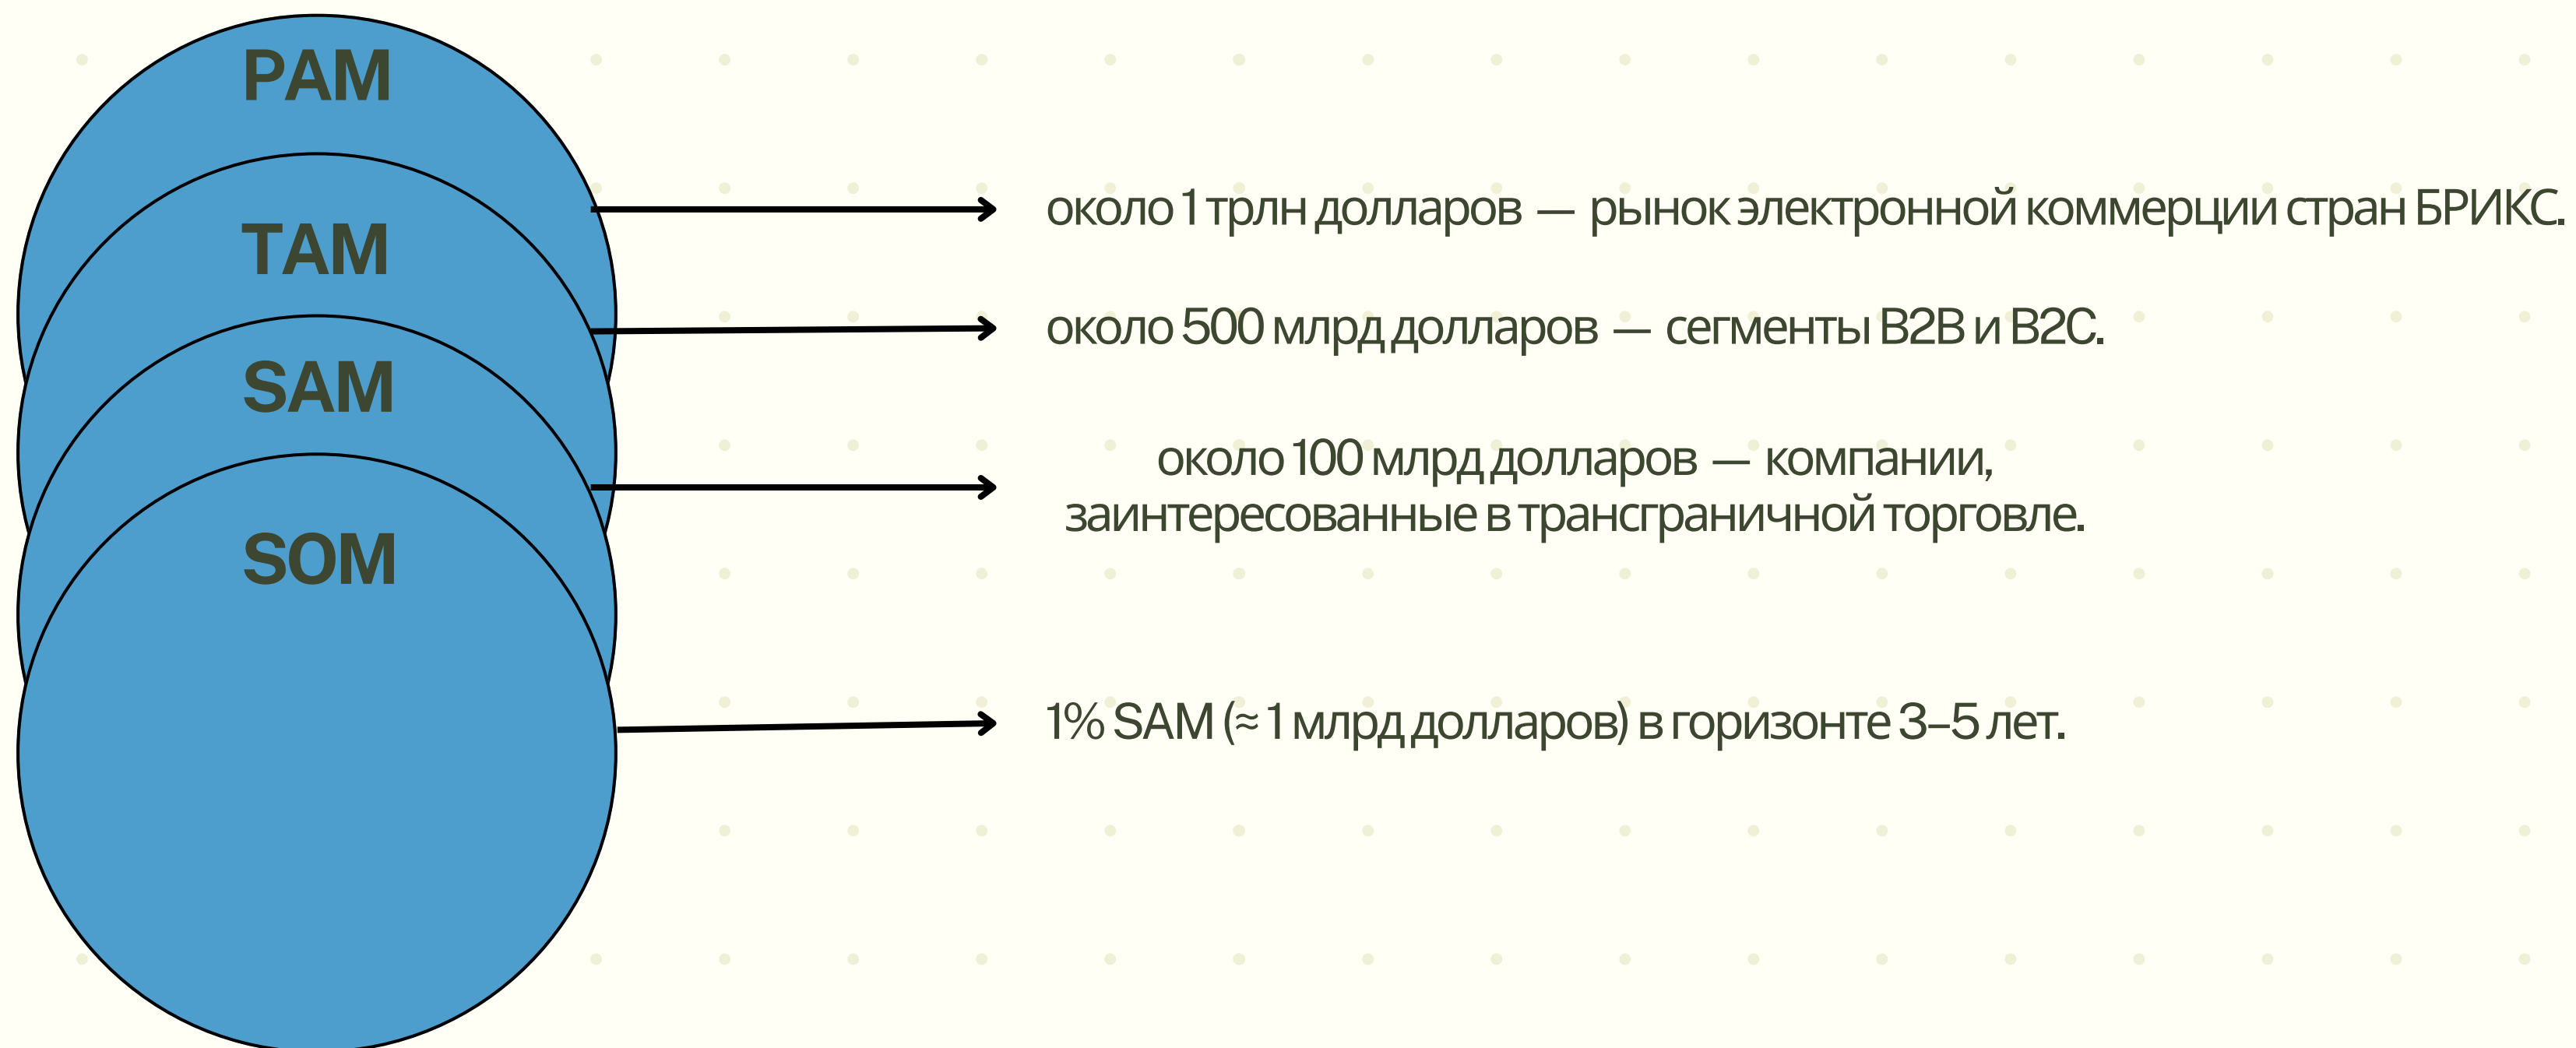 PAM
около 1 трлн долларов — рынок электронной коммерции стран БРИКС.
TAM
около 500 млрд долларов — сегменты B2B и B2C.
SAM
около 100 млрд долларов — компании,
заинтересованные в трансграничной торговле.
SOM
1% SAM (≈ 1 млрд долларов) в горизонте 3–5 лет.